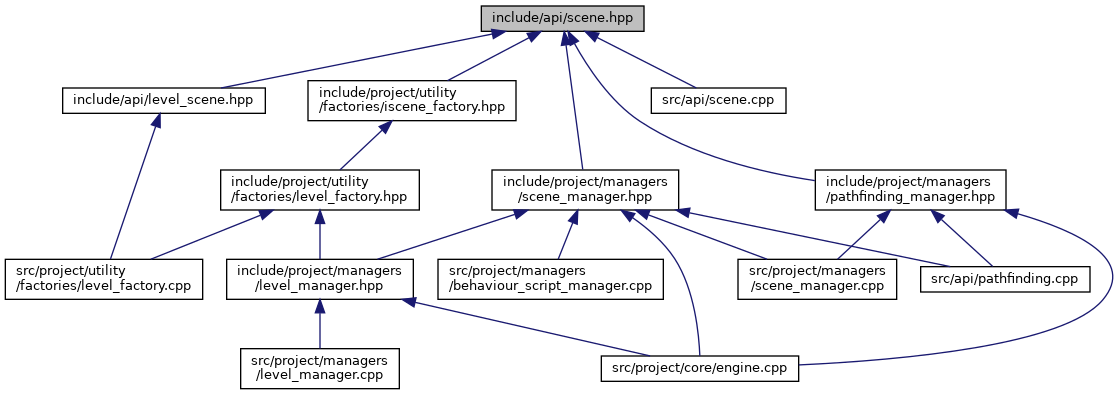 include/api/scene.hpp
include/api/level_scene.hpp
include/project/utility
/factories/iscene_factory.hpp
src/api/scene.cpp
include/project/utility
/factories/level_factory.hpp
include/project/managers
/scene_manager.hpp
include/project/managers
/pathfinding_manager.hpp
src/project/utility
/factories/level_factory.cpp
include/project/managers
/level_manager.hpp
src/project/managers
/behaviour_script_manager.cpp
src/project/managers
/scene_manager.cpp
src/api/pathfinding.cpp
src/project/managers
/level_manager.cpp
src/project/core/engine.cpp